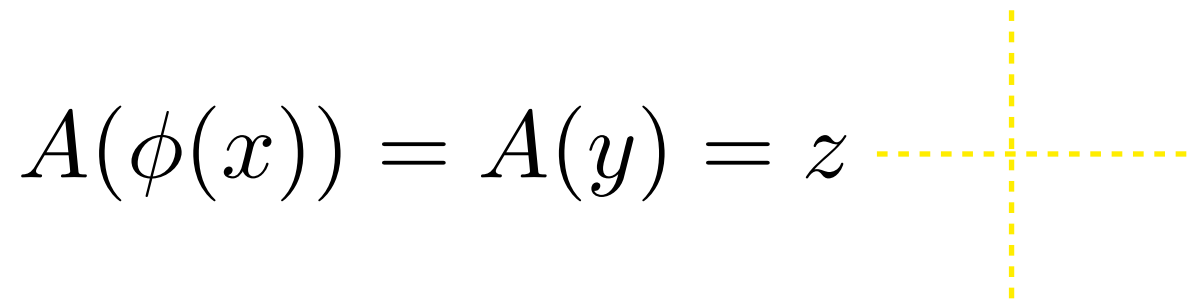 A(ϕ(x)) = A(y) = z